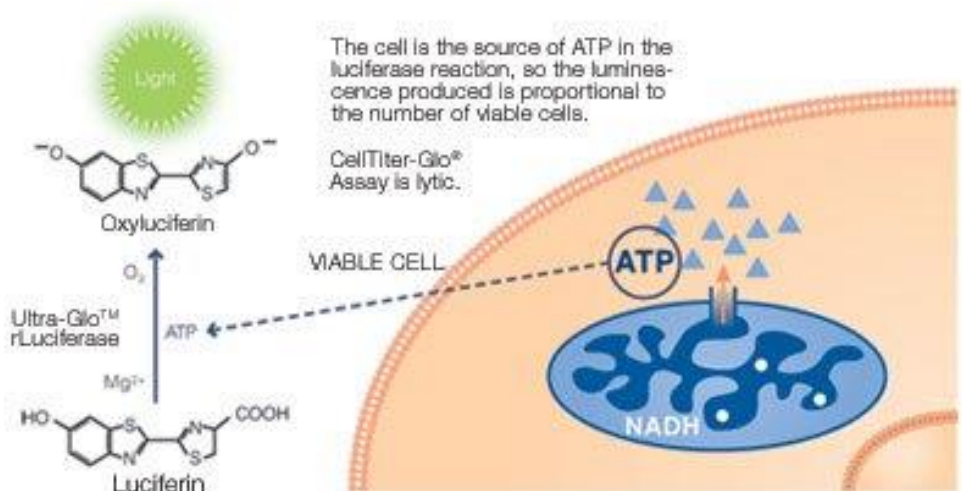 Light
The cell is the source of ATP in the
luciferase reaction, so the lumines-
cence produced is proportional to
the number of viable cells.
CellTiter-Glo®
Assay is lytic.
⁻O
S
N
N
S
O⁻
Oxyluciferin
VIABLE CELL
ATP
O₂
Ultra-Glo™
rLuciferase
ATP
Mg²⁺
NADH
HO
S
N
N
S
COOH
Luciferin